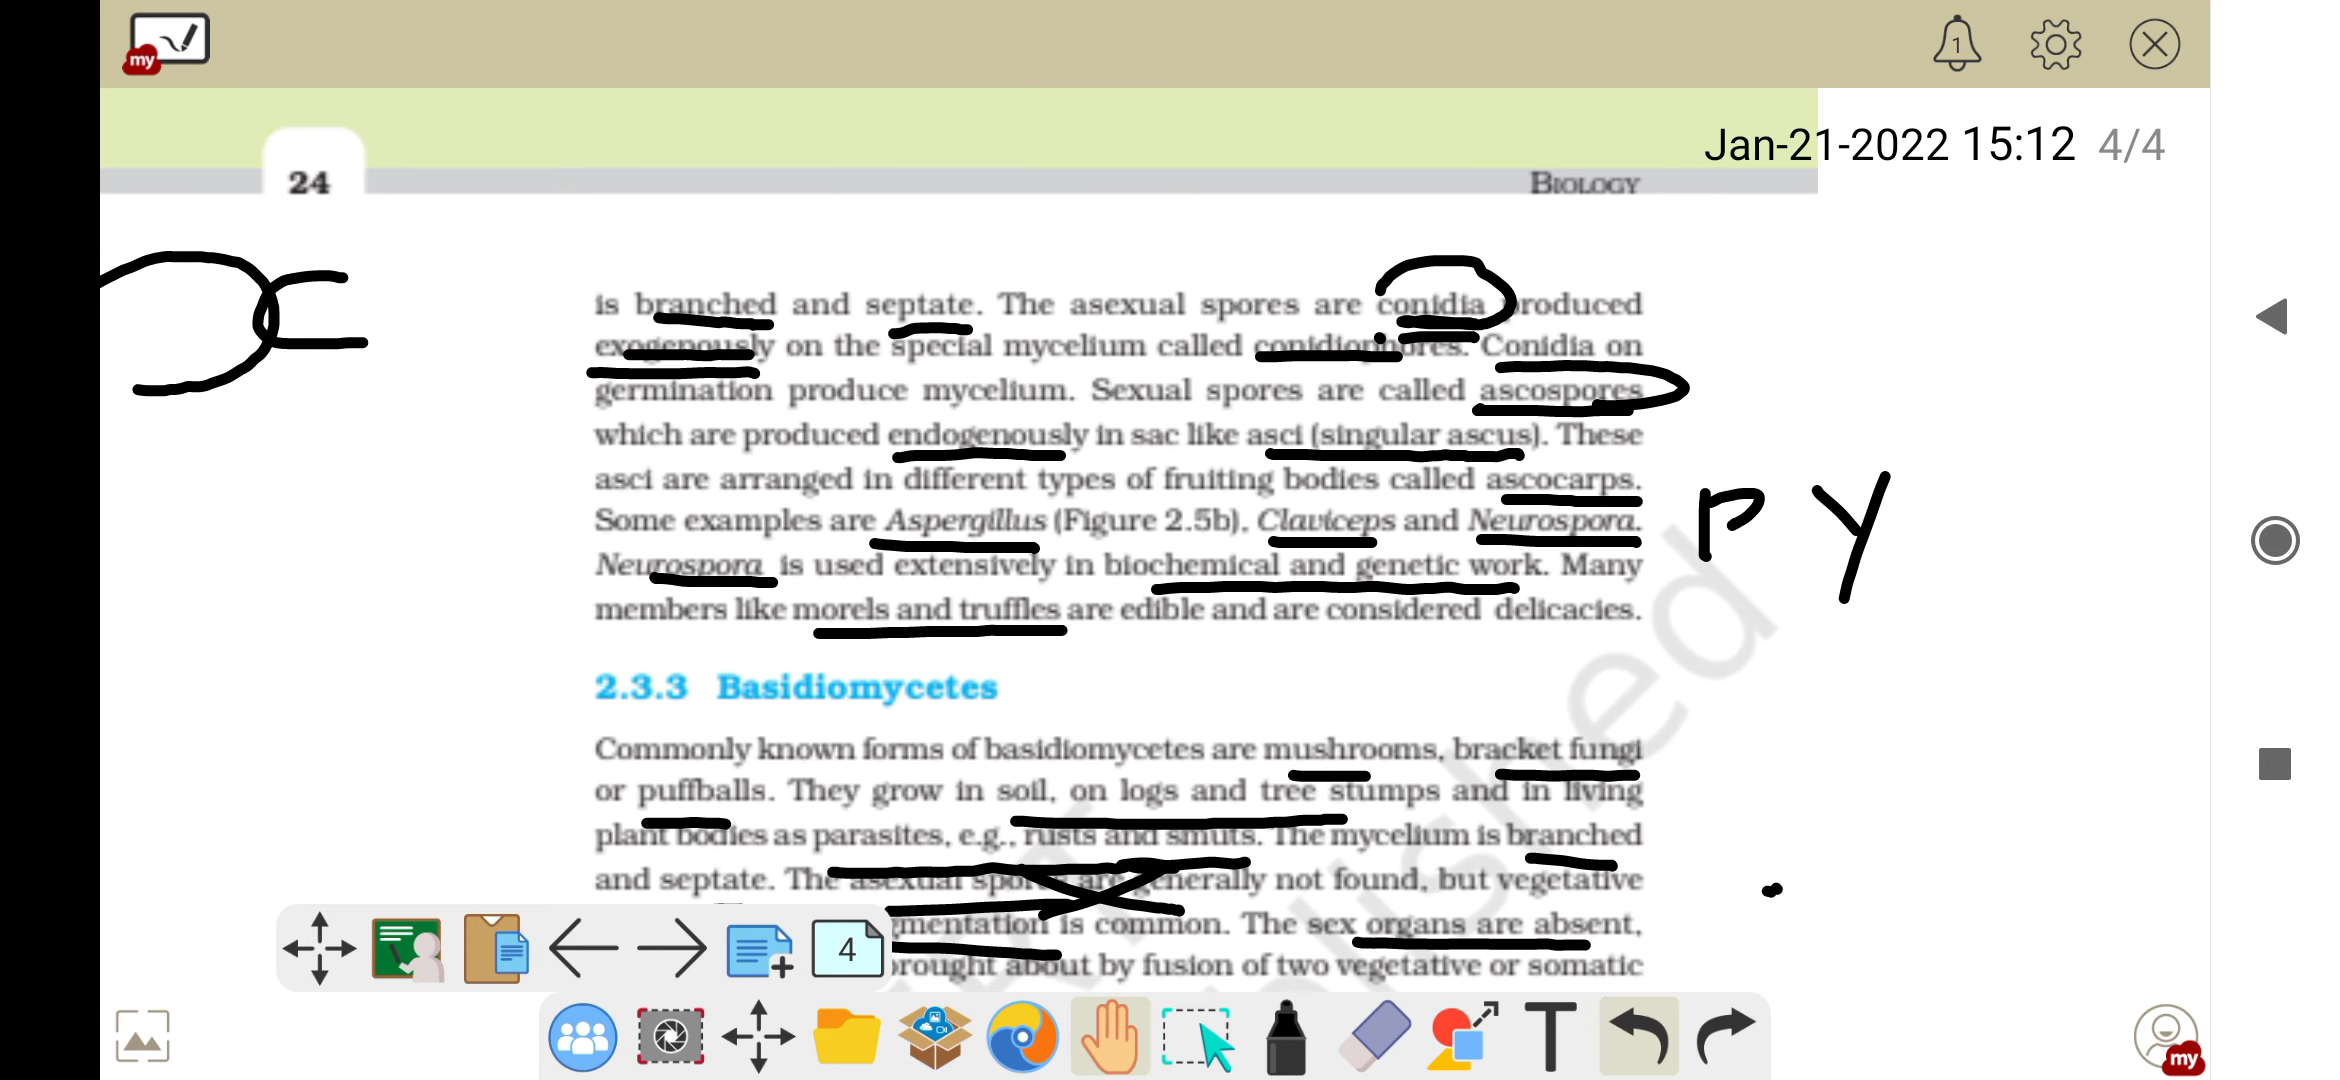 my
1
Jan-21-2022 15:12 4/4
24
BIOLOGY
is branched and septate. The asexual spores are conidia produced
exogenously on the special mycelium called conidiophores. Conidia on
germination produce mycelium. Sexual spores are called ascospores
which are produced endogenously in sac like asci (singular ascus). These
asci are arranged in different types of fruiting bodies called ascocarps.
Some examples are Aspergillus (Figure 2.5b), Claviceps and Neurospora.
Neurospora is used extensively in biochemical and genetic work. Many
members like morels and truffles are edible and are considered delicacies.
P Y
2.3.3 Basidiomycetes
Commonly known forms of basidiomycetes are mushrooms, bracket fungi
or puffballs. They grow in soil, on logs and tree stumps and in living
plant bodies as parasites, e.g., rusts and smuts. The mycelium is branched
and septate. The asexual spores are generally not found, but vegetative
gmentation is common. The sex organs are absent,
brought about by fusion of two vegetative or somatic
4
T
my